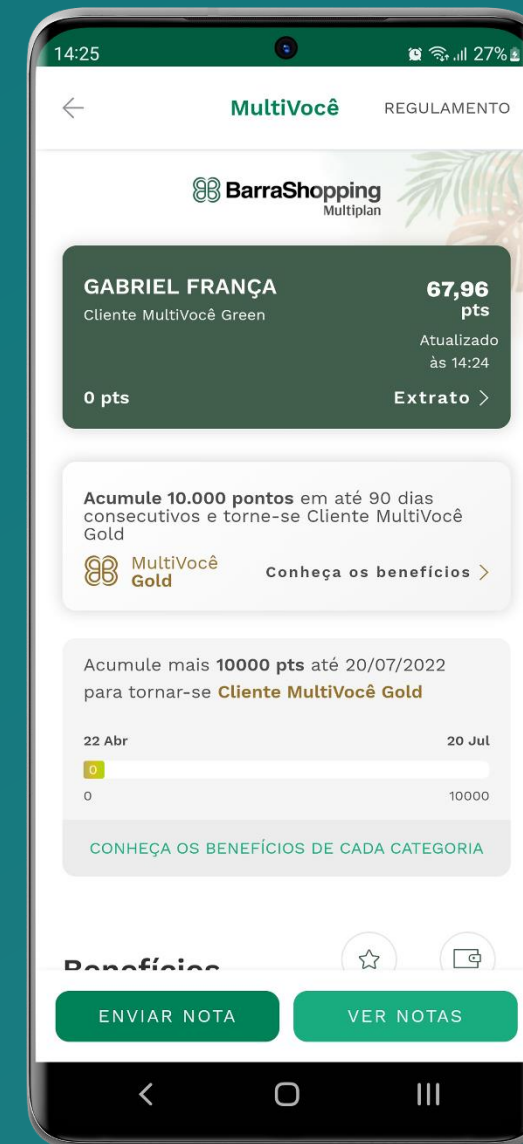 14:25 27%
MultiVocê REGULAMENTO
BarraShopping
Multiplan
GABRIEL FRANÇA 67,96
Cliente MultiVocê Green pts
Atualizado
às 14:24
0 pts Extrato
Acumule 10.000 pontos em até 90 dias
consecutivos e torne-se Cliente MultiVocê
Gold
MultiVocê
Gold Conheça os benefícios
Acumule mais 10000 pts até 20/07/2022
para tornar-se Cliente MultiVocê Gold
22 Abr 20 Jul
0
0 10000
CONHEÇA OS BENEFÍCIOS DE CADA CATEGORIA
Benefícios
ENVIAR NOTA VER NOTAS